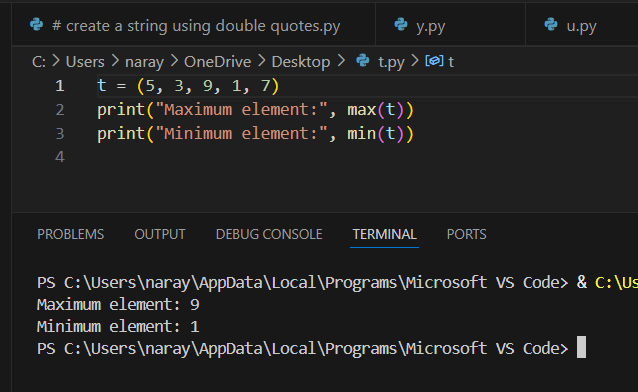 # create a string using double quotes.py y.py u.py
C: > Users > naray > OneDrive > Desktop > t.py > t
1 t = (5, 3, 9, 1, 7)
2 print("Maximum element:", max(t))
3 print("Minimum element:", min(t))
4
PROBLEMS OUTPUT DEBUG CONSOLE TERMINAL PORTS
PS C:\Users\naray\AppData\Local\Programs\Microsoft VS Code> & C:\Us
Maximum element: 9
Minimum element: 1
PS C:\Users\naray\AppData\Local\Programs\Microsoft VS Code>